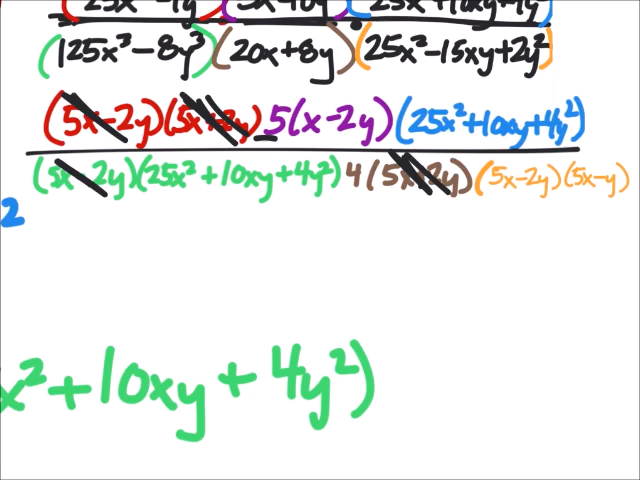 (125x³-8y³)(20x+8y)(25x²-15xy+2y²)
(5x-2y)(5x+2y) 5(x-2y)(25x²+10xy+4y²)
(5x-2y)(25x²+10xy+4y²) 4(5x+2y)(5x-2y)(5x-y)
2
x²+10xy+4y²)